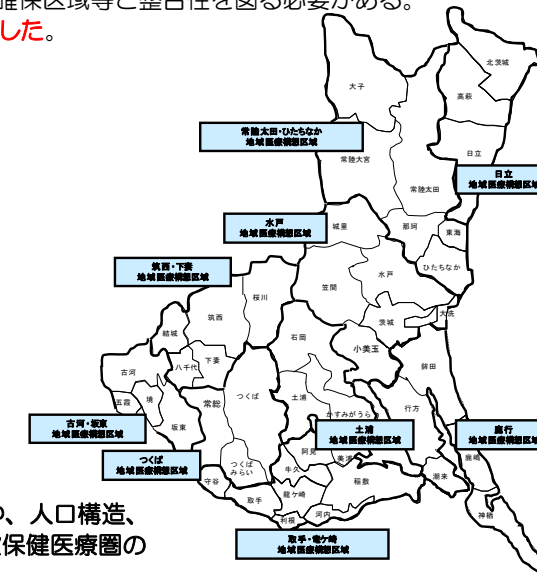 確保区域等と整合性を図る必要がある。
した。
北茨城
大子
高萩
常陸太田・ひたちなか
地域医療構想区域
日立
常陸大宮
日立
地域医療構想区域
常陸太田
水戸
地域医療構想区域
城里
那珂
東海
筑西・下妻
地域医療構想区域
水戸
ひたちなか
笠間
桜川
筑西
大洗
茨城
結城
石岡
小美玉
下妻
八千代
鉾田
古河
つくば
土浦
五霞
境
常総
かすみがうら
行方
古河・坂東
地域医療構想区域
坂東
土浦
地域医療構想区域
鹿行
地域医療構想区域
つくば
地域医療構想区域
阿見
美浦
鹿嶋
つくば
みらい
牛久
守谷
稲敷
潮来
取手
龍ケ崎
河内
利根
神栖
、人口構造、
保健医療圏の
取手・竜ケ崎
地域医療構想区域